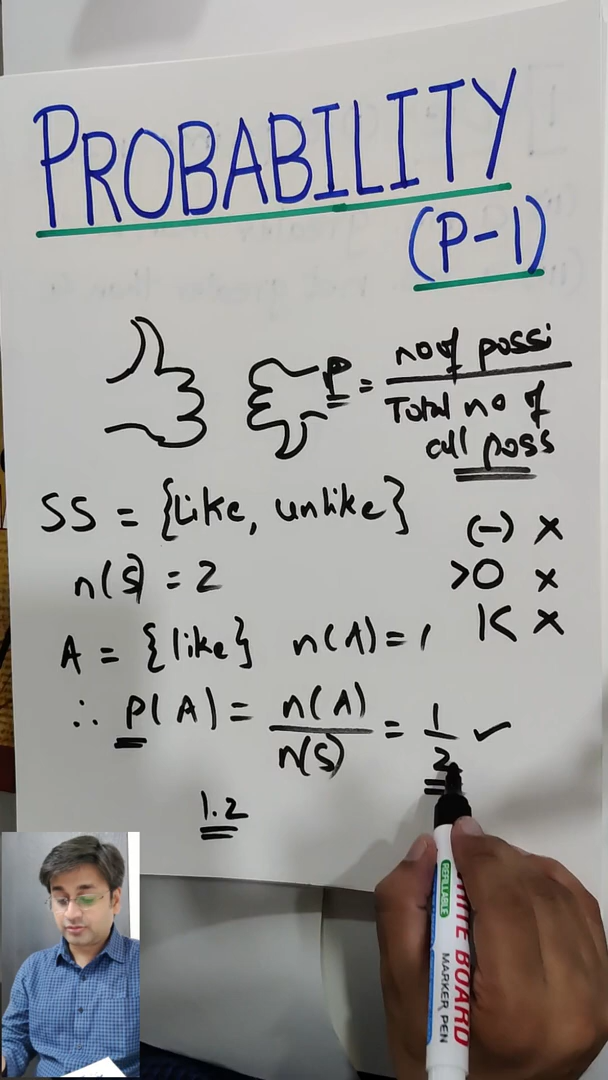 PROBABILITY
(P-1)
P = no of possi
Total no of
all poss
SS = {Like, unlike}
(-) ×
n(S) = 2
>0 ×
1< ×
A = {like} n(A) = 1
∴ P(A) = n(A)/n(S) = 1/2 ✓
1.2
REFILLABLE
WHITE BOARD
MARKER PEN